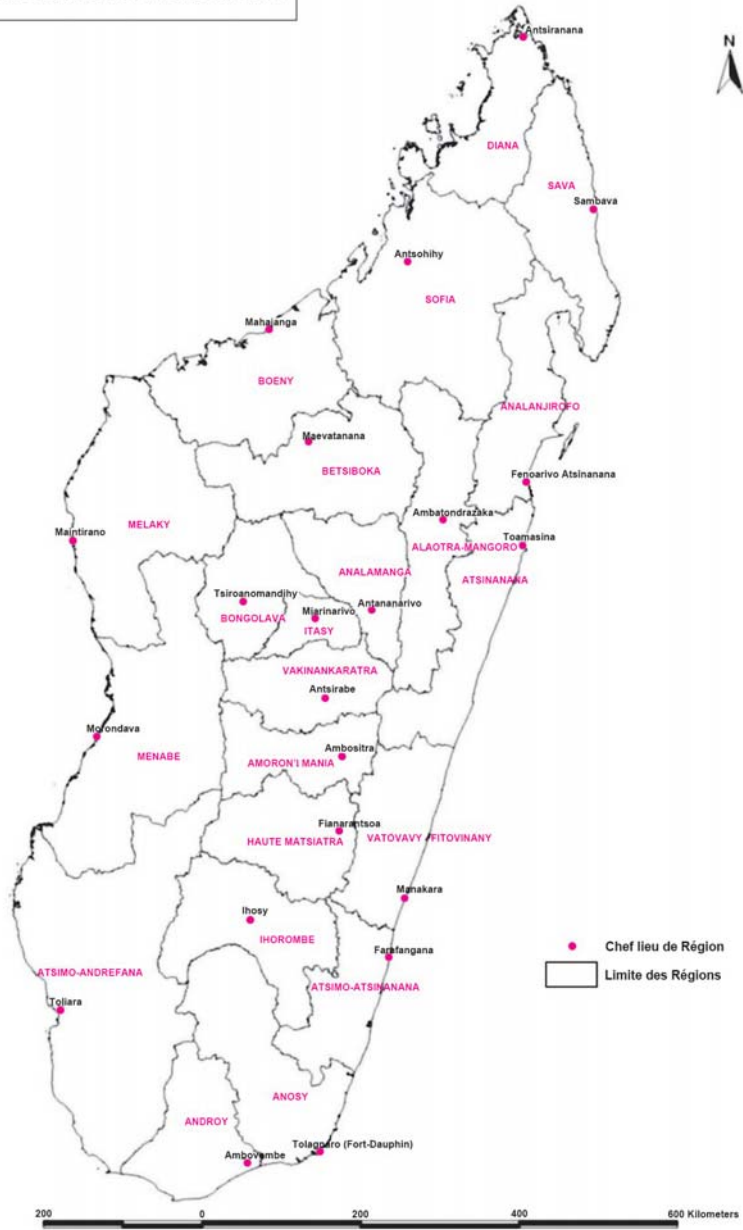 Antsiranana
N
DIANA
SAVA
Sambava
Antsohihy
SOFIA
Mahajanga
BOENY
ANALANJIROFO
Maevatanana
BETSIBOKA
Fenoarivo Atsinanana
Ambatondrazaka
MELAKY
Maintirano
Toamasina
ALAOTRA-MANGORO
ANALAMANGA
ATSINANANA
Tsiroanomandihy
Antananarivo
Miarinarivo
BONGOLAVA
ITASY
VAKINANKARATRA
Antsirabe
Morondava
Ambositra
MENABE
AMORON'I MANIA
Fianarantsoa
HAUTE MATSIATRA
VATOVAVY FITOVINANY
Manakara
Ihosy
IHOROMBE
Chef lieu de Région
Farafangana
ATSIMO-ANDREFANA
Limite des Régions
ATSIMO-ATSINANANA
Toliara
ANOSY
ANDROY
Tolagnaro (Fort-Dauphin)
Ambovombe
200 0 200 400 600 Kilometers